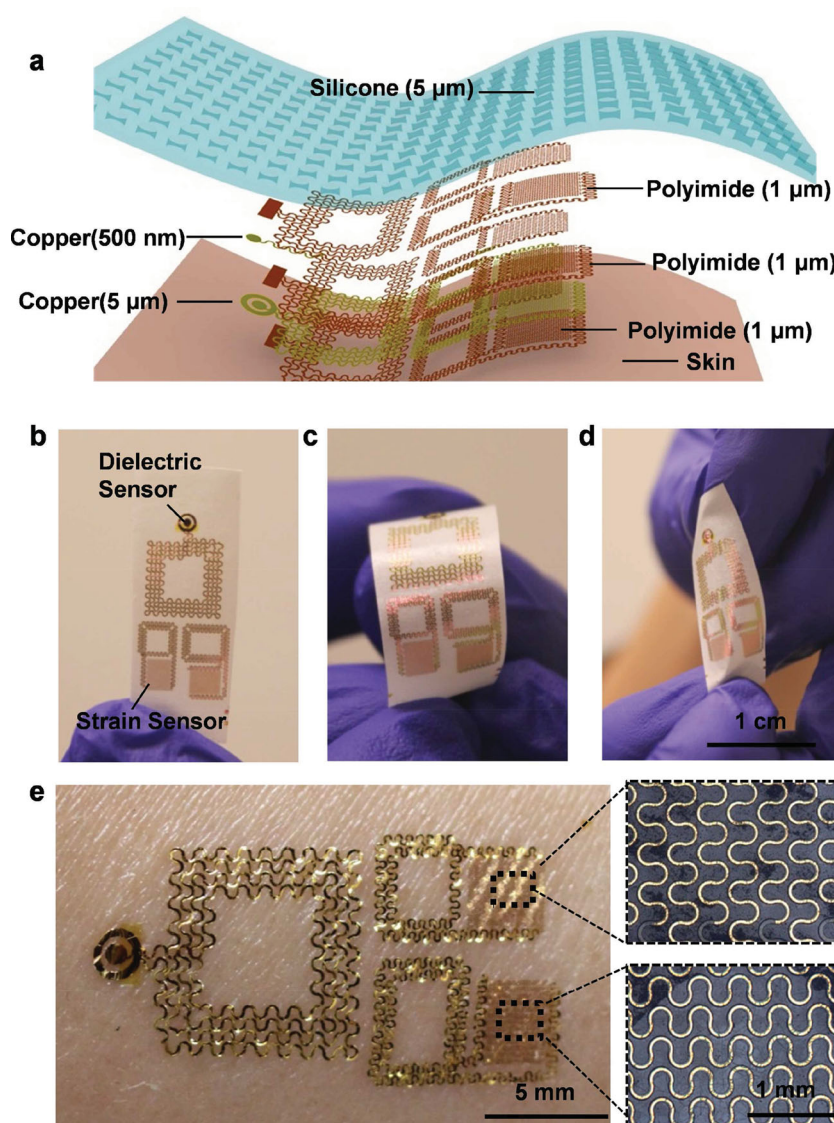 a
Silicone (5 µm)
Polyimide (1 µm)
Copper(500 nm)
Polyimide (1 µm)
Copper(5 µm)
Polyimide (1 µm)
Skin
b
Dielectric
Sensor
Strain Sensor
c
d
1 cm
e
5 mm
1 mm